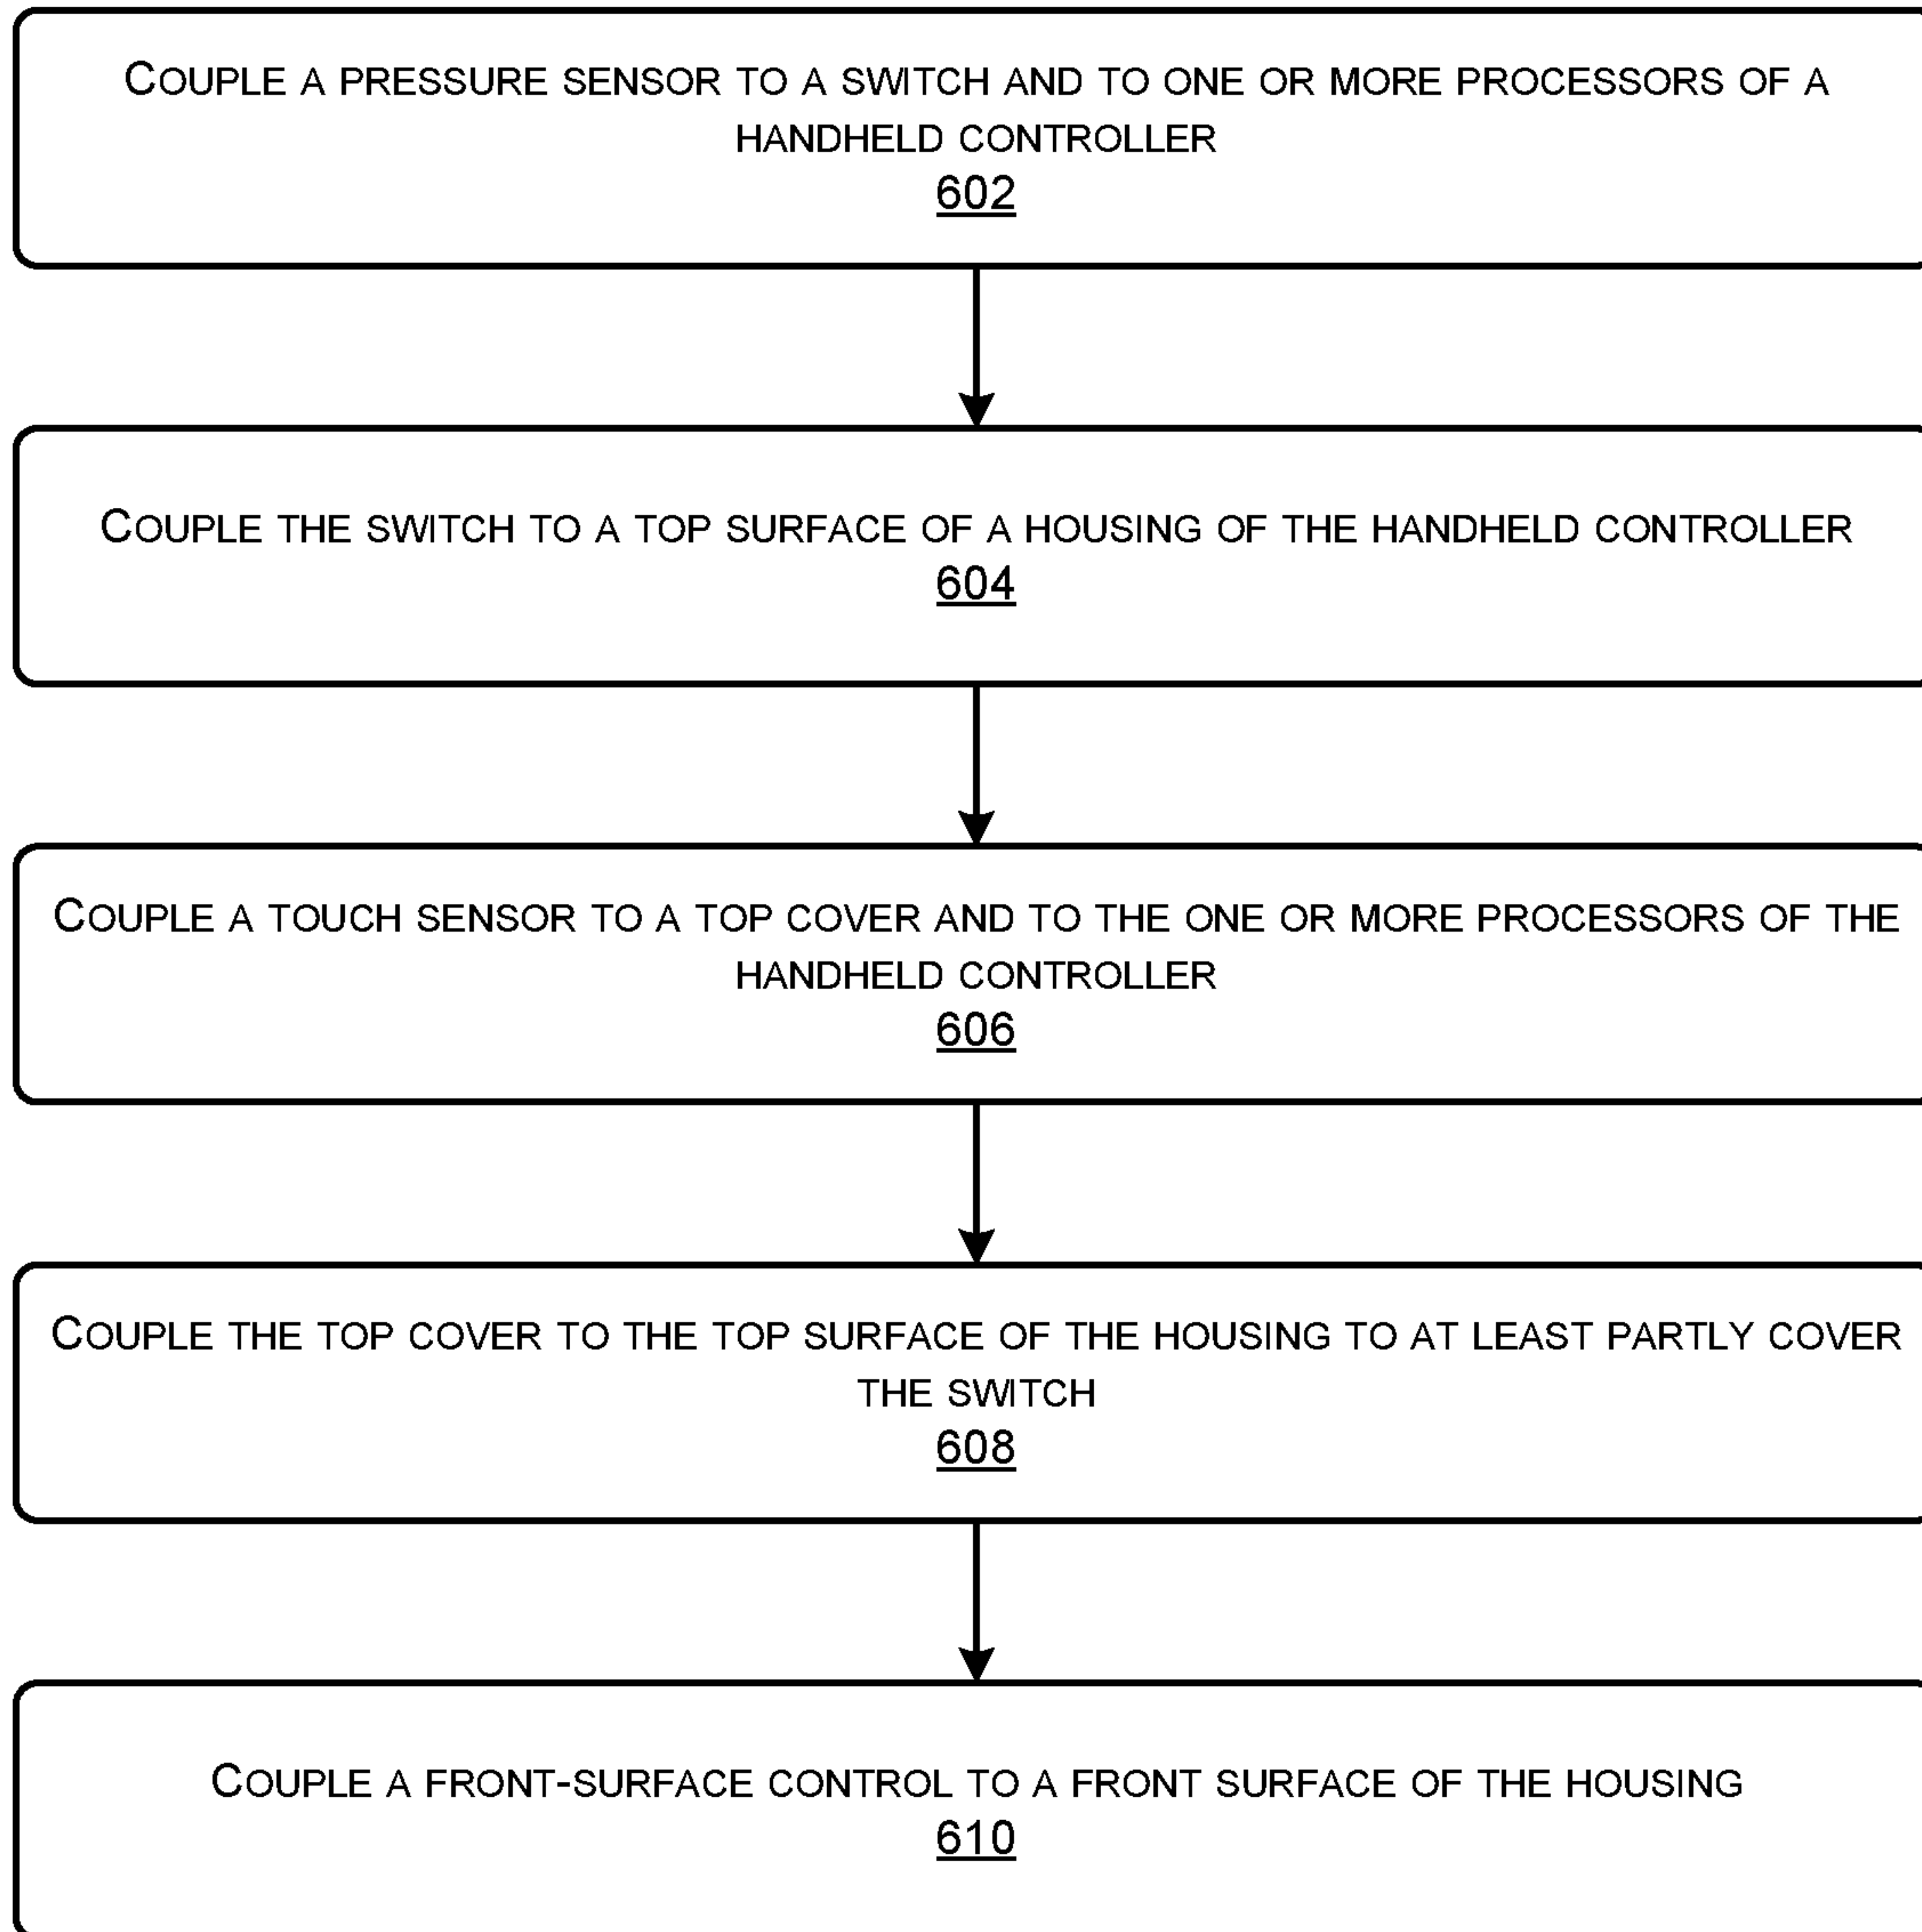 COUPLE A PRESSURE SENSOR TO A SWITCH AND TO ONE OR MORE PROCESSORS OF A
HANDHELD CONTROLLER
602
COUPLE THE SWITCH TO A TOP SURFACE OF A HOUSING OF THE HANDHELD CONTROLLER
604
COUPLE A TOUCH SENSOR TO A TOP COVER AND TO THE ONE OR MORE PROCESSORS OF THE
HANDHELD CONTROLLER
606
COUPLE THE TOP COVER TO THE TOP SURFACE OF THE HOUSING TO AT LEAST PARTLY COVER
THE SWITCH
608
COUPLE A FRONT-SURFACE CONTROL TO A FRONT SURFACE OF THE HOUSING
610